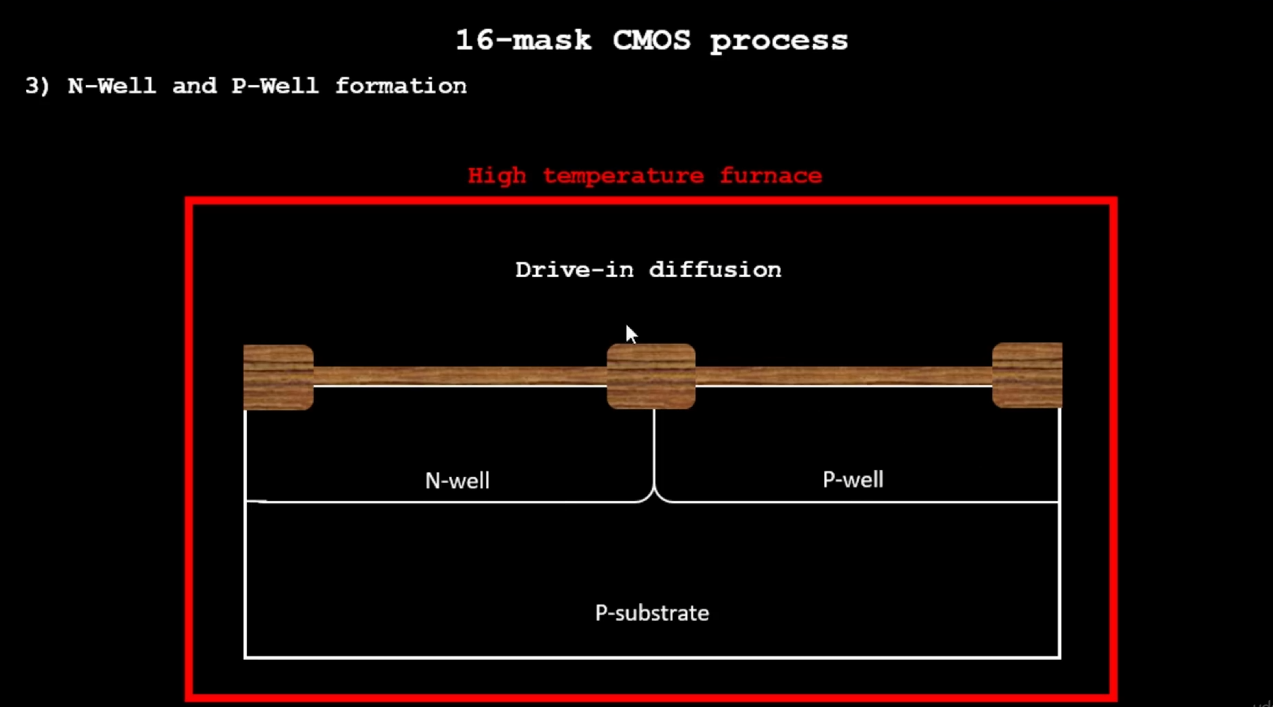 16-mask CMOS process
3) N-Well and P-Well formation
High temperature furnace
Drive-in diffusion
N-well
P-well
P-substrate